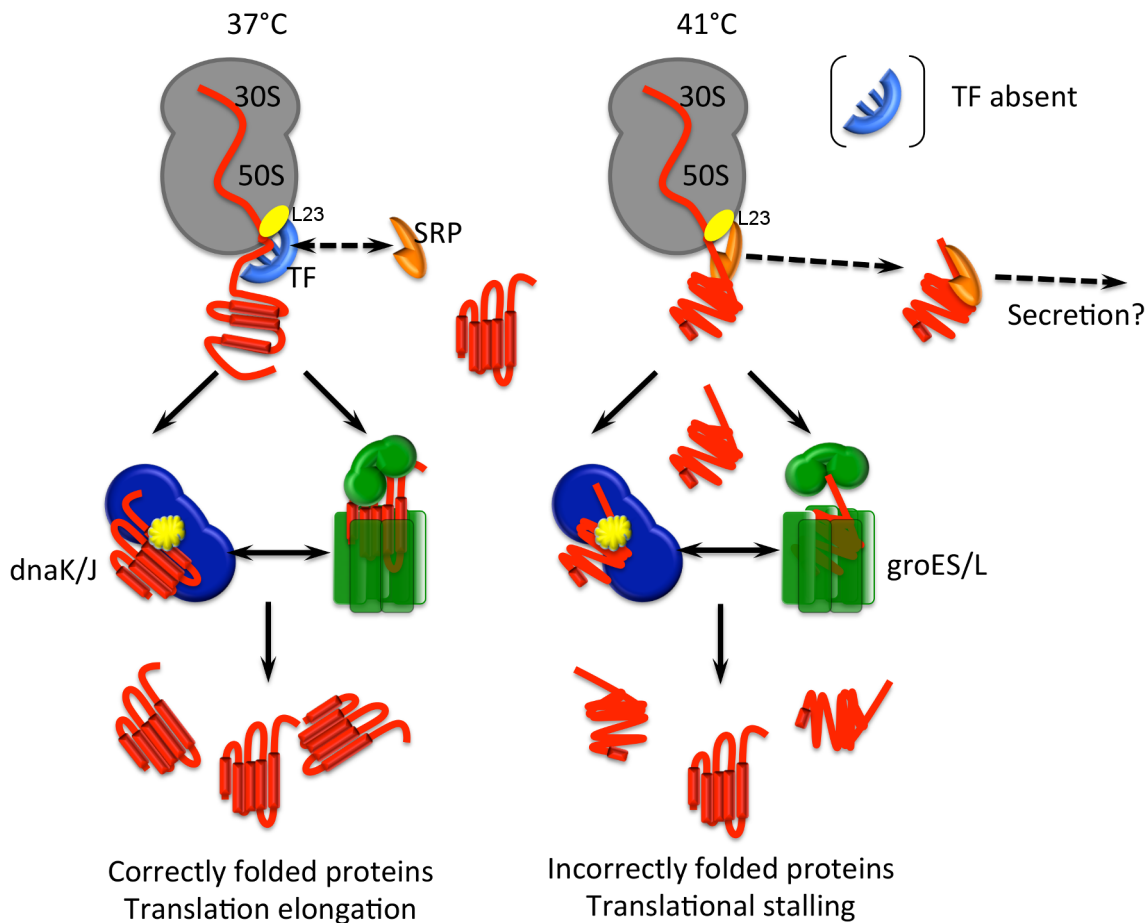 37°C
41°C
30S
30S
TF absent
50S
50S
L23
L23
SRP
TF
Secretion?
dnaK/J
groES/L
Correctly folded proteins
Translation elongation
Incorrectly folded proteins
Translational stalling